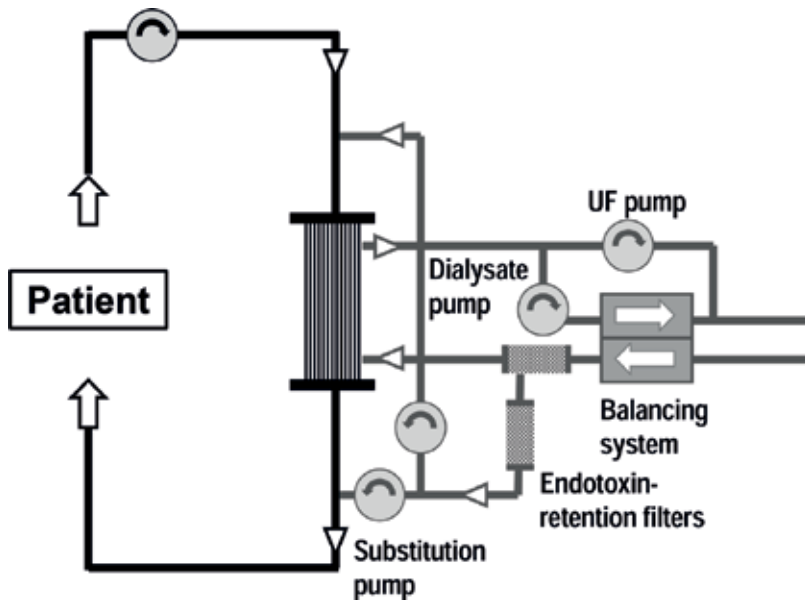 UF pump
Dialysate
pump
Patient
Balancing
system
Endotoxin-
retention filters
Substitution
pump